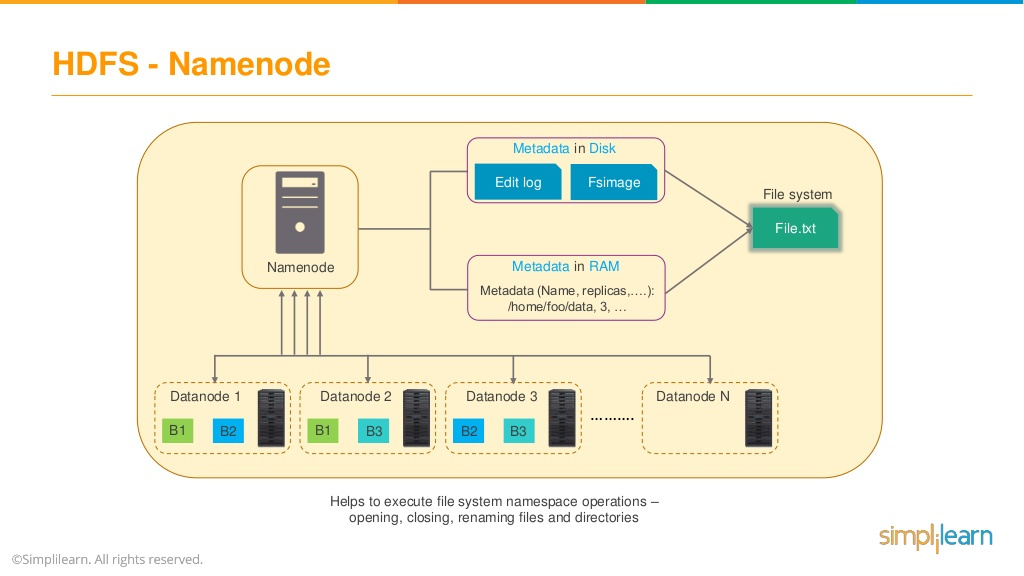 HDFS - Namenode
Metadata in Disk
Edit log
Fsimage
File system
File.txt
Namenode
Metadata in RAM
Metadata (Name, replicas,….):
/home/foo/data, 3, …
Datanode 1
B1
B2
Datanode 2
B1
B3
Datanode 3
B2
B3
……….
Datanode N
Helps to execute file system namespace operations –
opening, closing, renaming files and directories
simplilearn
©Simplilearn. All rights reserved.